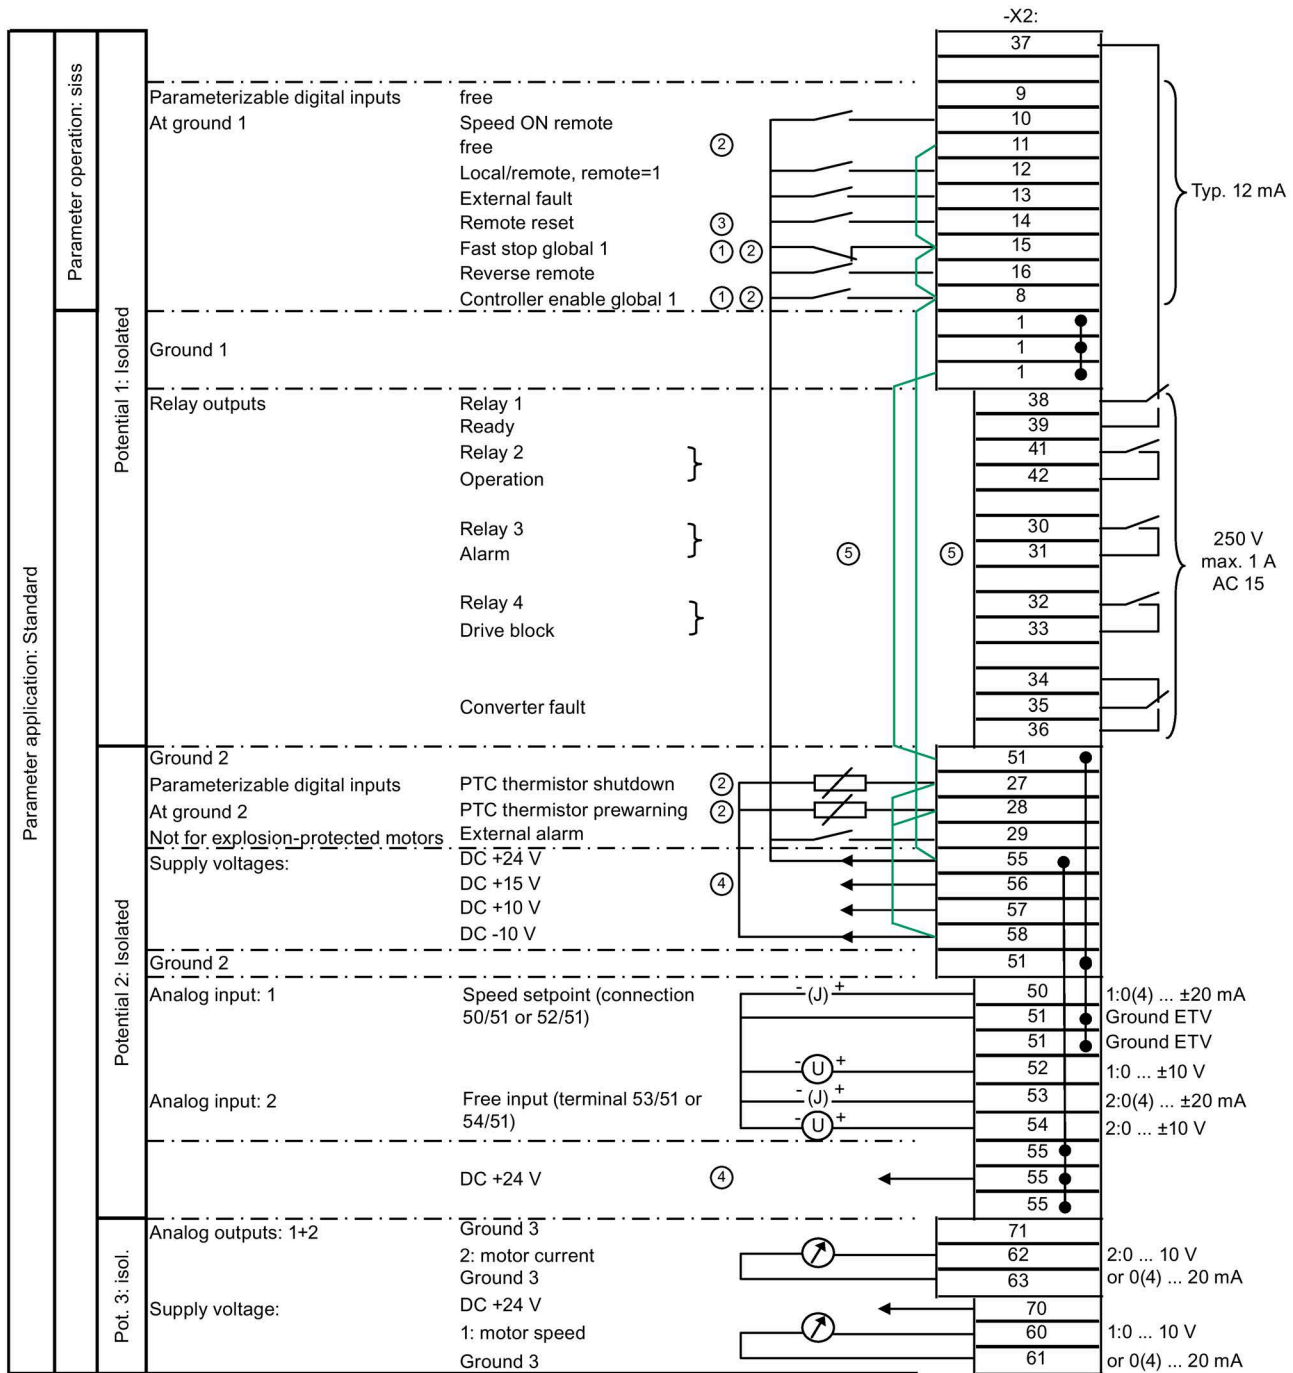 -X2:
37
Parameter operation: siss
Parameterizable digital inputs free 9
At ground 1 Speed ON remote 10
free 2 11
Local/remote, remote=1 12
External fault 13
Typ. 12 mA
Remote reset 3 14
Fast stop global 1 1 2 15
Reverse remote 16
Controller enable global 1 1 2 8
Potential 1: Isolated
1
Ground 1 1
1
Relay outputs Relay 1 38
Ready 39
Relay 2 } 41
Operation 42
Relay 3 } 30
Alarm 5 5 31
250 V
max. 1 A
AC 15
Relay 4 } 32
Drive block 33
34
Converter fault 35
36
Parameter application: Standard
Ground 2 51
Parameterizable digital inputs PTC thermistor shutdown 2 27
At ground 2 PTC thermistor prewarning 2 28
Not for explosion-protected motors External alarm 29
Supply voltages: DC +24 V 55
DC +15 V 4 56
DC +10 V 57
DC -10 V 58
Potential 2: Isolated
Ground 2 51
Analog input: 1 Speed setpoint (connection - (J) + 50 1:0(4) ... ±20 mA
50/51 or 52/51) 51 Ground ETV
51 Ground ETV
- U + 52 1:0 ... ±10 V
Analog input: 2 Free input (terminal 53/51 or - (J) + 53 2:0(4) ... ±20 mA
54/51) - U + 54 2:0 ... ±10 V
55
DC +24 V 4 55
55
Pot. 3: isol.
Analog outputs: 1+2 Ground 3 71
2: motor current 62 2:0 ... 10 V
Ground 3 63 or 0(4) ... 20 mA
Supply voltage: DC +24 V 70
1: motor speed 60 1:0 ... 10 V
Ground 3 61 or 0(4) ... 20 mA